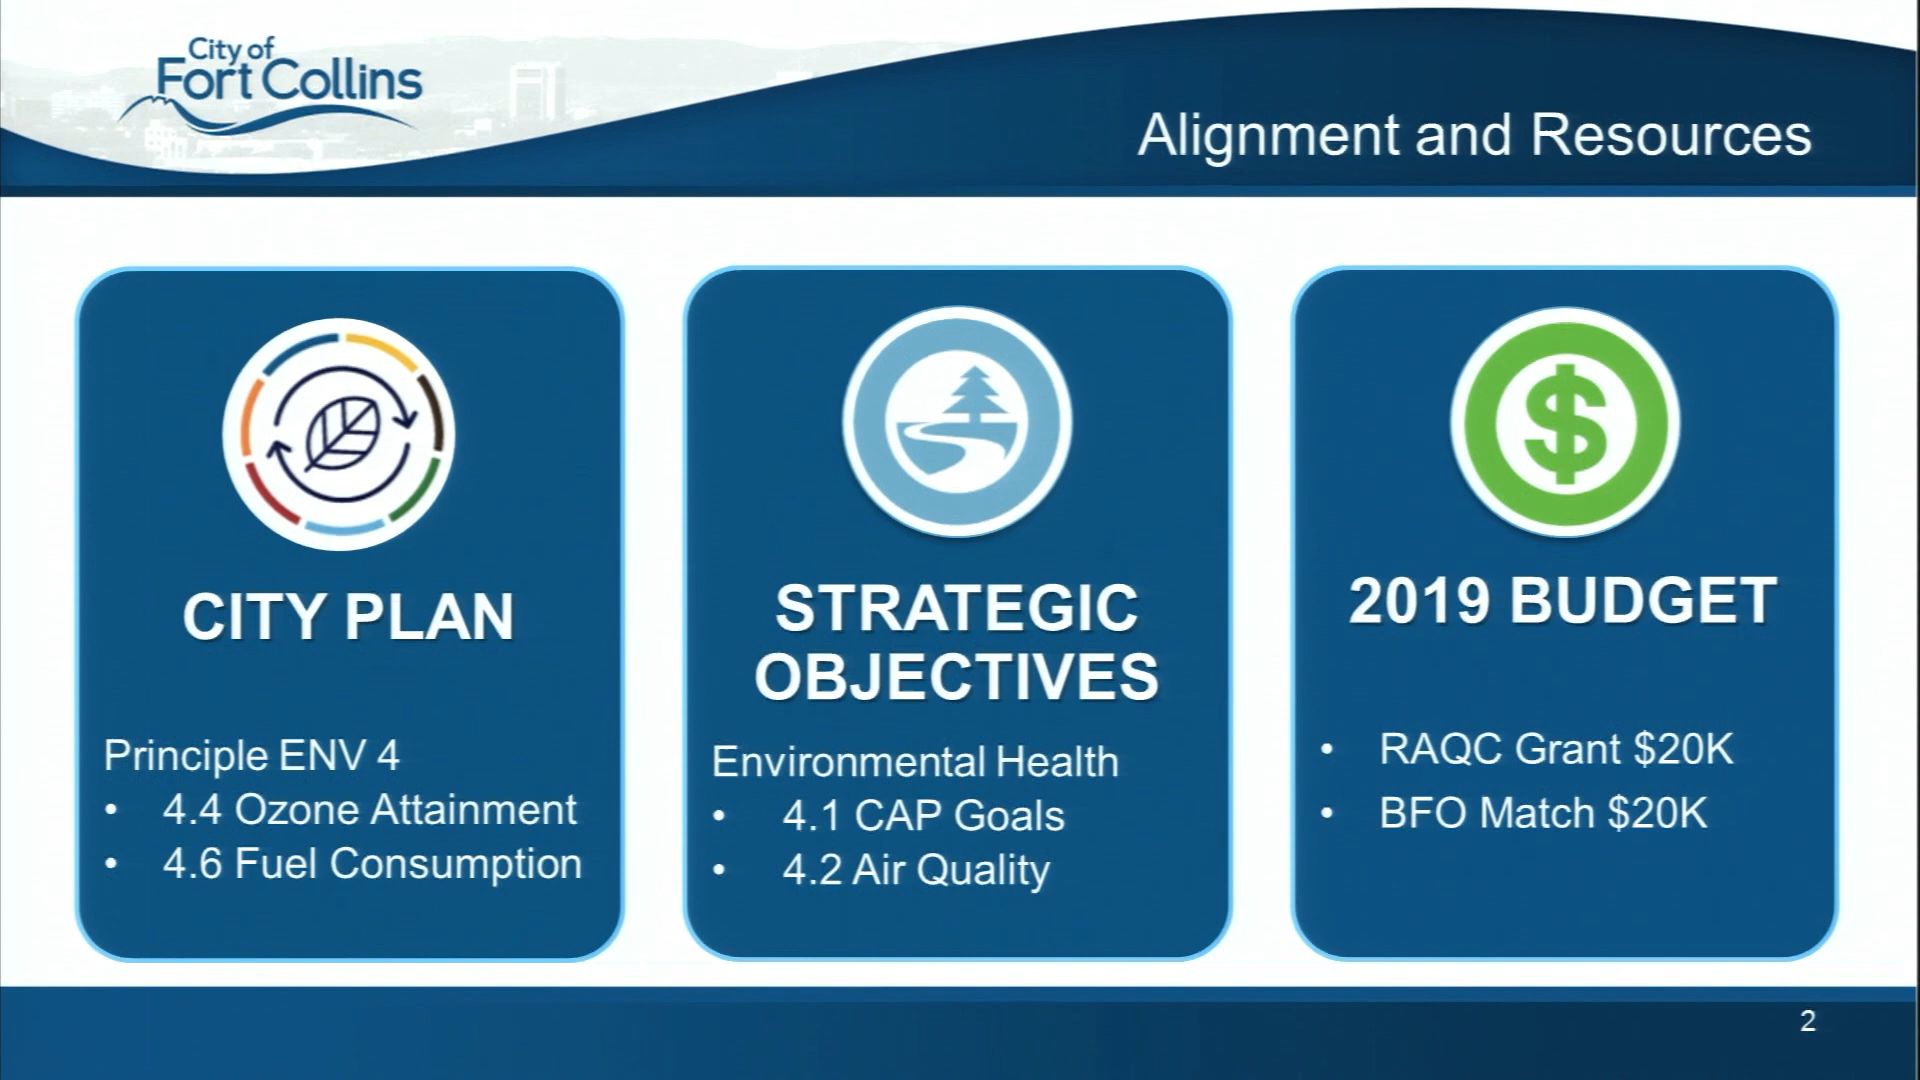 City of
Fort Collins
Alignment and Resources
CITY PLAN
Principle ENV 4
• 4.4 Ozone Attainment
• 4.6 Fuel Consumption
STRATEGIC
OBJECTIVES
Environmental Health
• 4.1 CAP Goals
• 4.2 Air Quality
$
2019 BUDGET
• RAQC Grant $20K
• BFO Match $20K
2